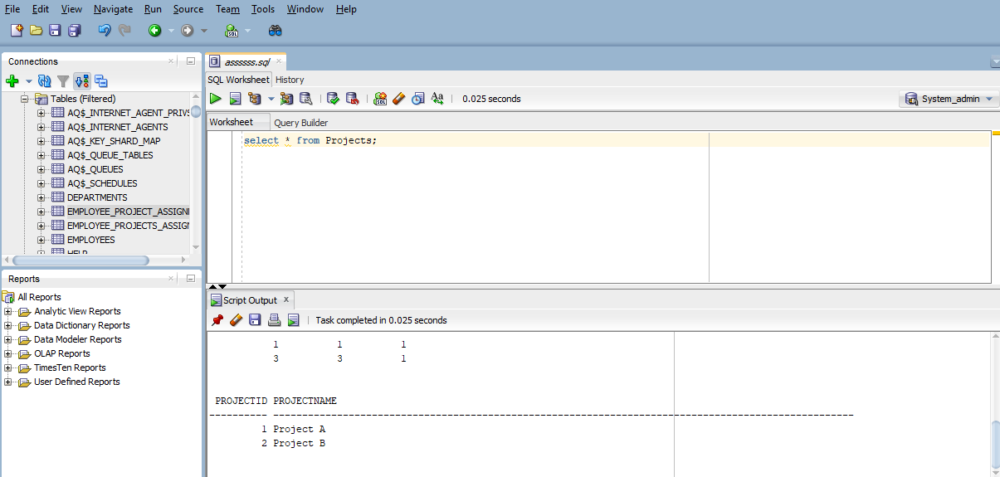 File Edit View Navigate Run Source Team Tools Window Help
Connections
Tables (Filtered)
AQ$_INTERNET_AGENT_PRIVS
AQ$_INTERNET_AGENTS
AQ$_KEY_SHARD_MAP
AQ$_QUEUE_TABLES
AQ$_QUEUES
AQ$_SCHEDULES
DEPARTMENTS
EMPLOYEE_PROJECT_ASSIGN
EMPLOYEE_PROJECTS_ASSIGN
EMPLOYEES
HELP
Reports
All Reports
Analytic View Reports
Data Dictionary Reports
Data Modeler Reports
OLAP Reports
TimesTen Reports
User Defined Reports
assssss.sql
SQL Worksheet History
0.025 seconds
System_admin
Worksheet Query Builder
select * from Projects;
Script Output
Task completed in 0.025 seconds
1 1 1
3 3 1
PROJECTID PROJECTNAME
1 Project A
2 Project B